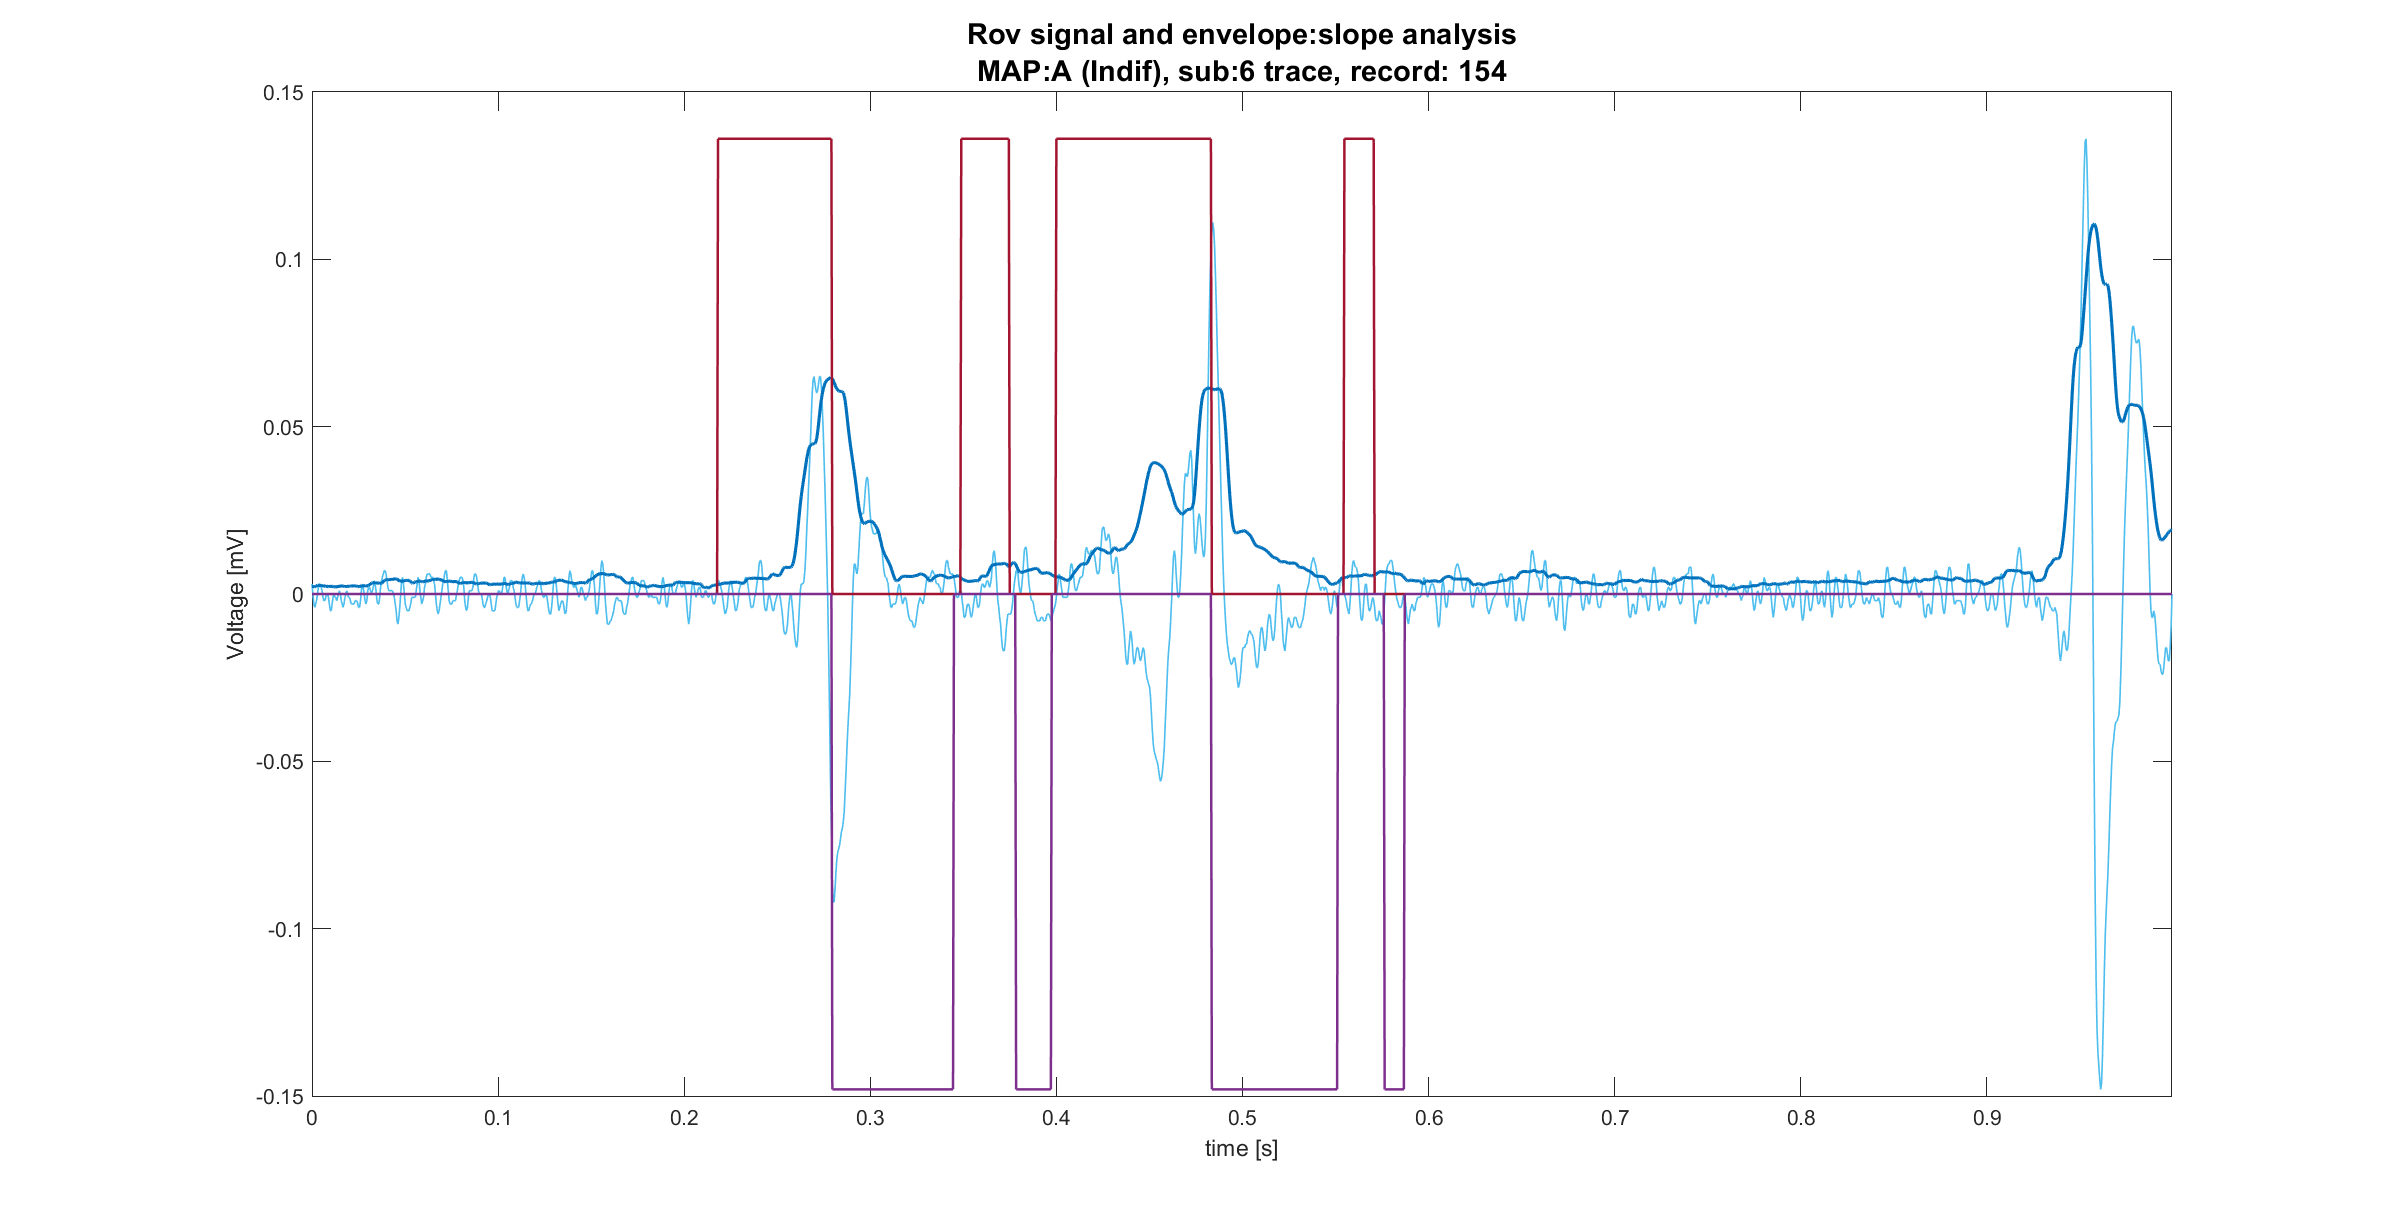 Rov signal and envelope:slope analysis
MAP:A (Indif), sub:6 trace, record: 154
0.15
0.1
0.05
0
-0.05
-0.1
-0.15
Voltage [mV]
0 0.1 0.2 0.3 0.4 0.5 0.6 0.7 0.8 0.9
time [s]